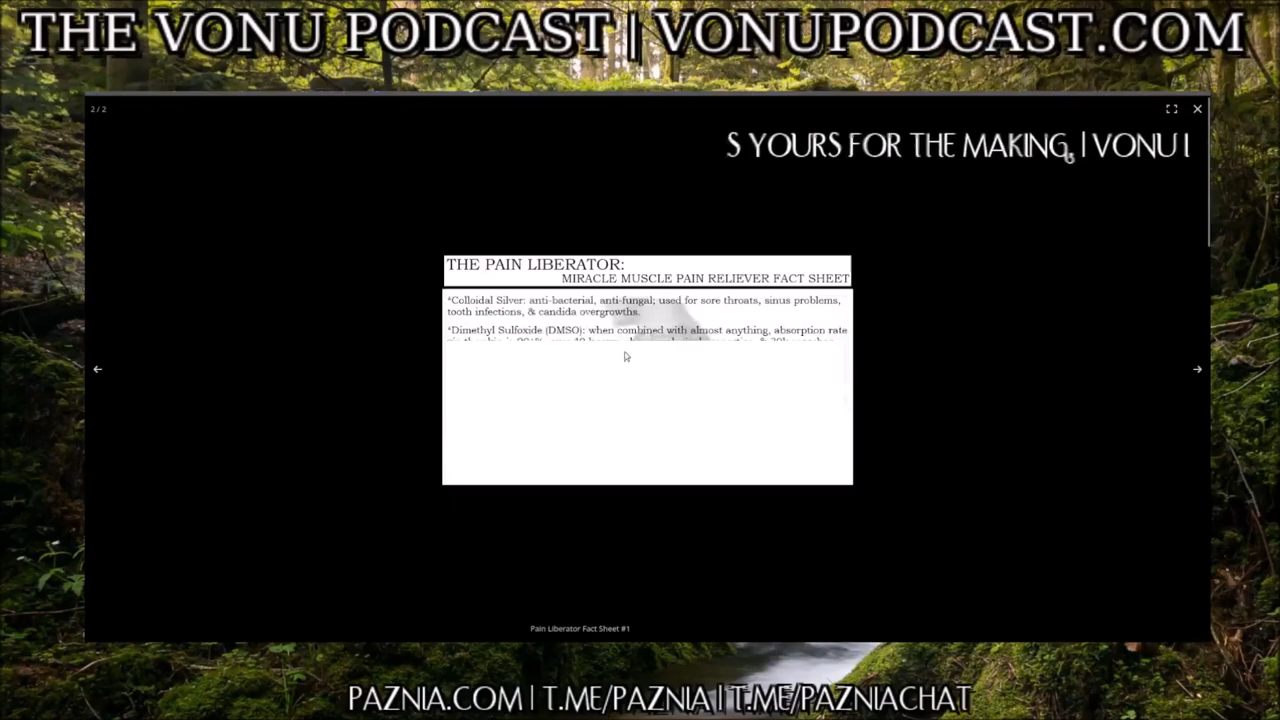 THE VONU PODCAST | VONUPODCAST.COM
2 / 2
S YOURS FOR THE MAKING. | VONU I
THE PAIN LIBERATOR:
MIRACLE MUSCLE PAIN RELIEVER FACT SHEET
*Colloidal Silver: anti-bacterial, anti-fungal; used for sore throats, sinus problems,
tooth infections, & candida overgrowths.
*Dimethyl Sulfoxide (DMSO): when combined with almost anything, absorption rate
Pain Liberator Fact Sheet #1
PAZNIA.COM | T.ME/PAZNIA | T.ME/PAZNIACHAT